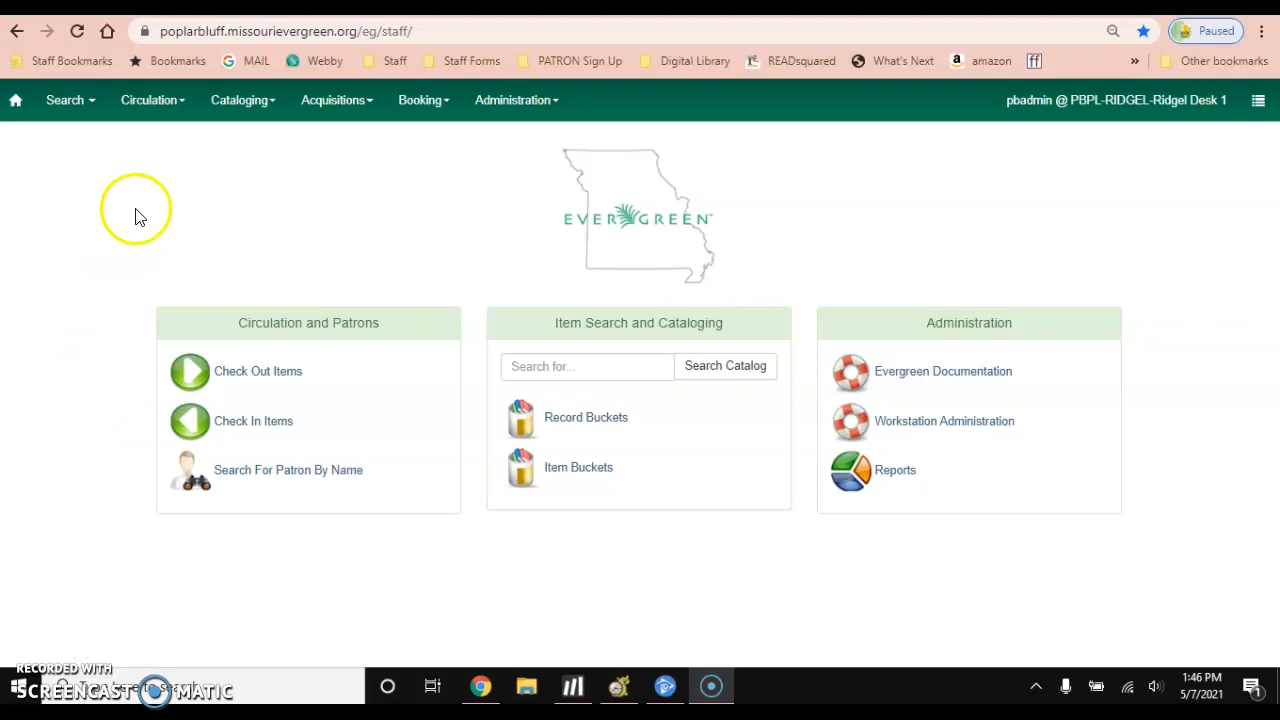 poplarbluff.missourievergreen.org/eg/staff/
Paused
Staff Bookmarks
Bookmarks
MAIL
Webby
Staff
Staff Forms
PATRON Sign Up
Digital Library
READsquared
What's Next
amazon
ff
»
Other bookmarks
Search
Circulation
Cataloging
Acquisitions
Booking
Administration
pbadmin @ PBPL-RIDGEL-Ridgel Desk 1
EVERGREEN
Circulation and Patrons
Check Out Items
Check In Items
Search For Patron By Name
Item Search and Cataloging
Search for...
Search Catalog
Record Buckets
Item Buckets
Administration
Evergreen Documentation
Workstation Administration
Reports
RECORDED WITH
SCREENCAST MATIC
1:46 PM
5/7/2021
1